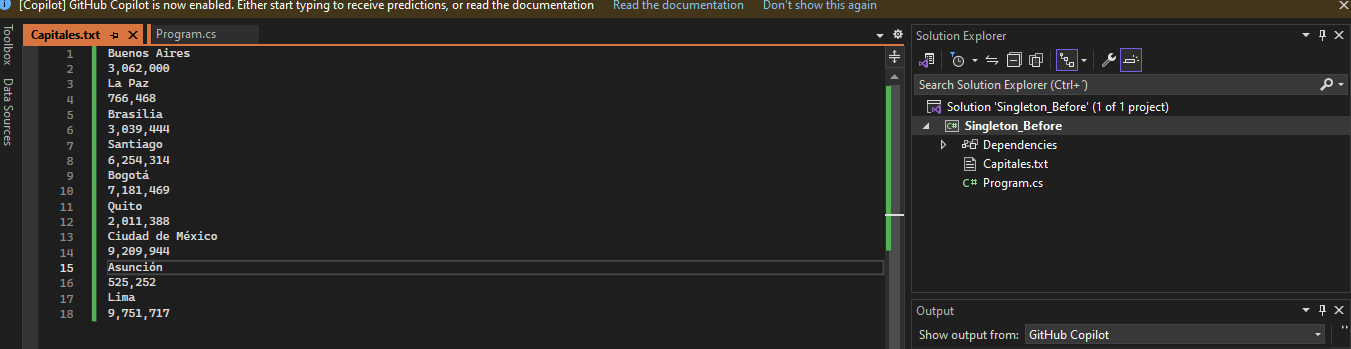 [Copilot] GitHub Copilot is now enabled. Either start typing to receive predictions, or read the documentation Read the documentation Don't show this again
Toolbox
Data Sources
Capitales.txt
Program.cs
1 Buenos Aires
2 3,062,000
3 La Paz
4 766,468
5 Brasilia
6 3,039,444
7 Santiago
8 6,254,314
9 Bogotá
10 7,181,469
11 Quito
12 2,011,388
13 Ciudad de México
14 9,209,944
15 Asunción
16 525,252
17 Lima
18 9,751,717
Solution Explorer
Search Solution Explorer (Ctrl+´)
Solution 'Singleton_Before' (1 of 1 project)
C# Singleton_Before
Dependencies
Capitales.txt
C# Program.cs
Output
Show output from: GitHub Copilot